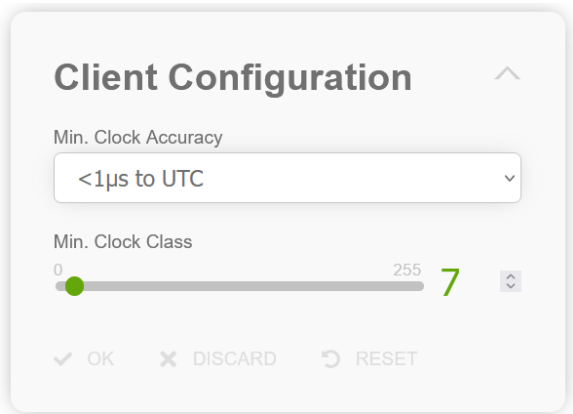 Client Configuration
Min. Clock Accuracy
<1µs to UTC
Min. Clock Class
0 255 7
OK DISCARD RESET